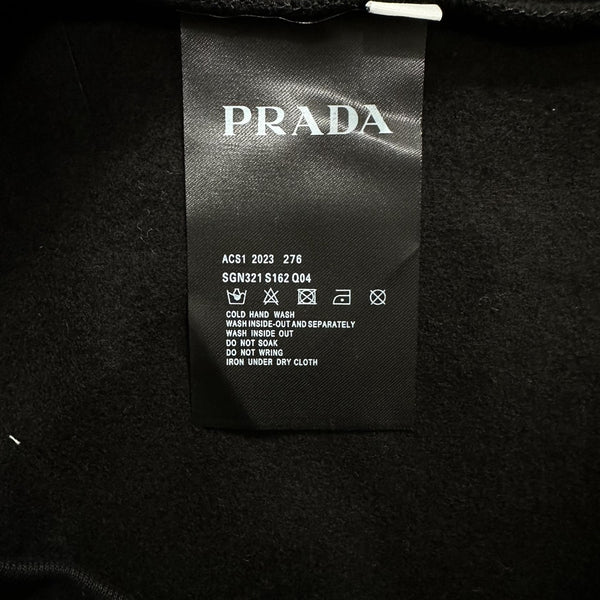 PRADA
ACS1 2023 276
SGN321 S162 Q04
COLD HAND WASH
WASH INSIDE-OUT AND SEPARATELY
WASH INSIDE OUT
DO NOT SOAK
DO NOT WRING
IRON UNDER DRY CLOTH